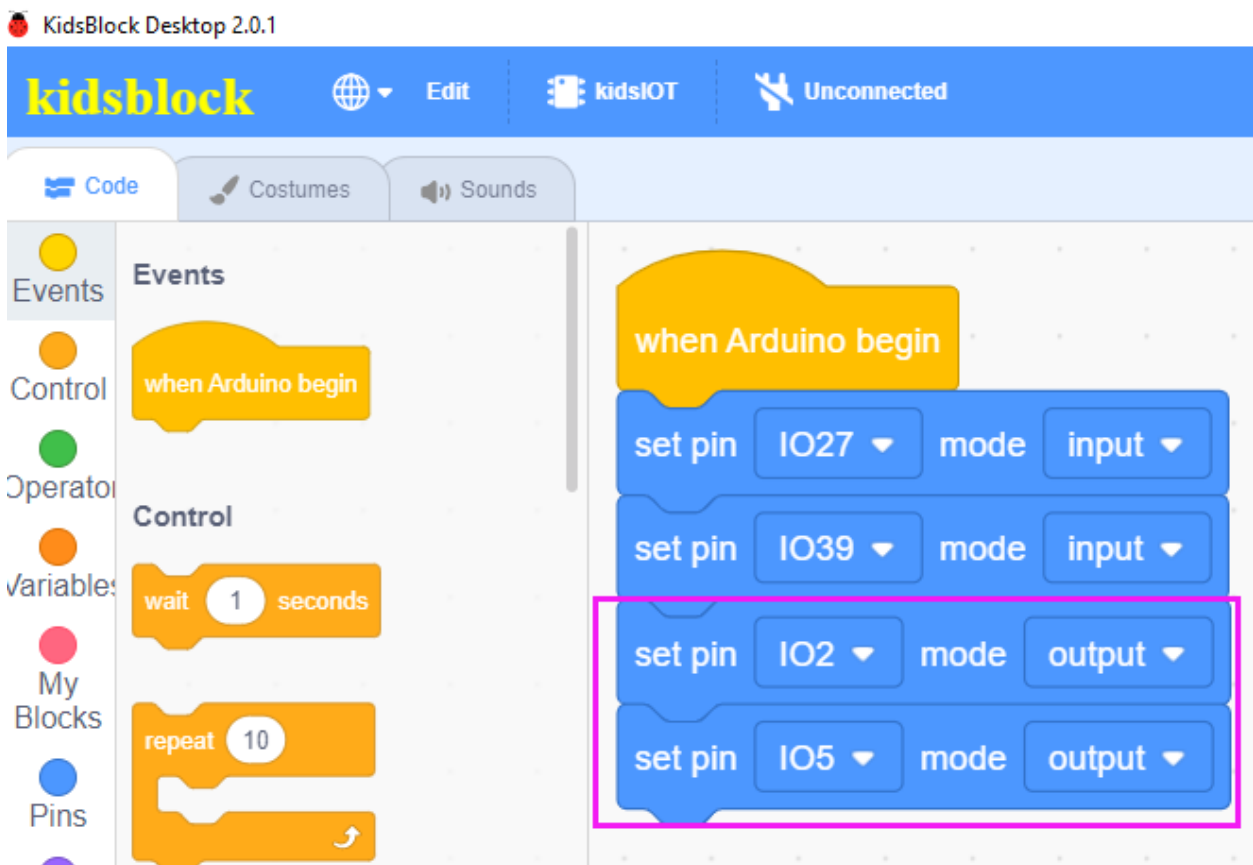 KidsBlock Desktop 2.0.1
kidsblock Edit kidsIOT Unconnected
Code Costumes Sounds
Events
Control
Operator
Variables
My
Blocks
Pins
Events
when Arduino begin
Control
wait 1 seconds
repeat 10
when Arduino begin
set pin IO27 mode input
set pin IO39 mode input
set pin IO2 mode output
set pin IO5 mode output